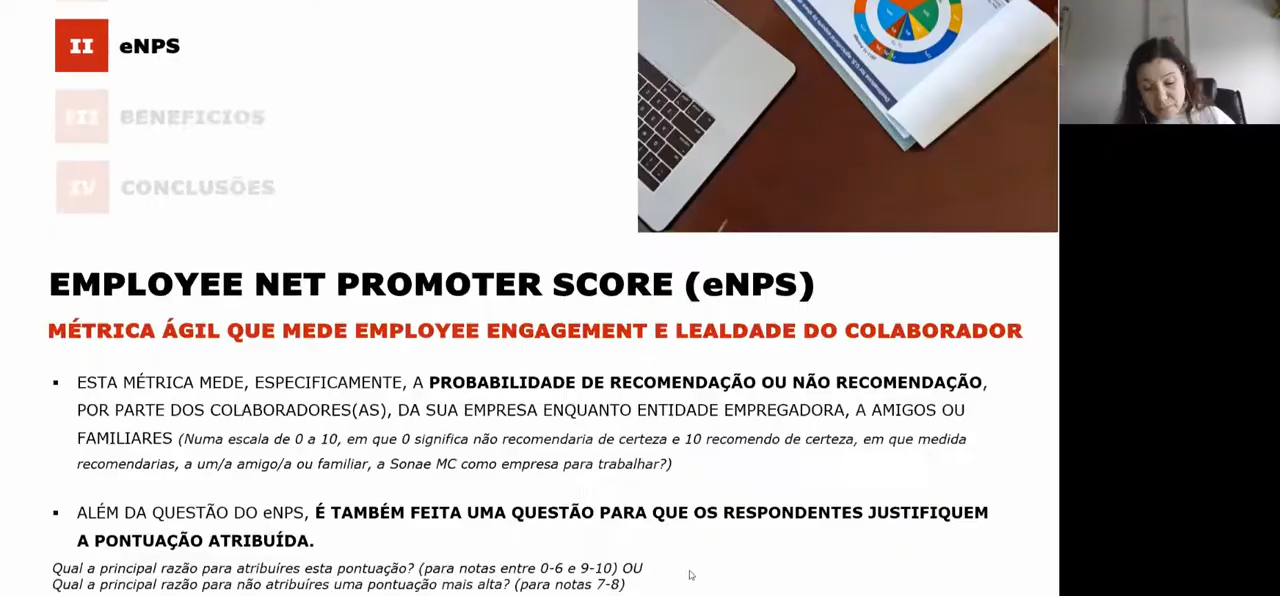 II eNPS
III BENEFICIOS
IV CONCLUSÕES
EMPLOYEE NET PROMOTER SCORE (eNPS)
MÉTRICA ÁGIL QUE MEDE EMPLOYEE ENGAGEMENT E LEALDADE DO COLABORADOR
▪ ESTA MÉTRICA MEDE, ESPECIFICAMENTE, A PROBABILIDADE DE RECOMENDAÇÃO OU NÃO RECOMENDAÇÃO,
POR PARTE DOS COLABORADORES(AS), DA SUA EMPRESA ENQUANTO ENTIDADE EMPREGADORA, A AMIGOS OU
FAMILIARES (Numa escala de 0 a 10, em que 0 significa não recomendaria de certeza e 10 recomendo de certeza, em que medida
recomendarias, a um/a amigo/a ou familiar, a Sonae MC como empresa para trabalhar?)
▪ ALÉM DA QUESTÃO DO eNPS, É TAMBÉM FEITA UMA QUESTÃO PARA QUE OS RESPONDENTES JUSTIFIQUEM
A PONTUAÇÃO ATRIBUÍDA.
Qual a principal razão para atribuíres esta pontuação? (para notas entre 0-6 e 9-10) OU
Qual a principal razão para não atribuíres uma pontuação mais alta? (para notas 7-8)